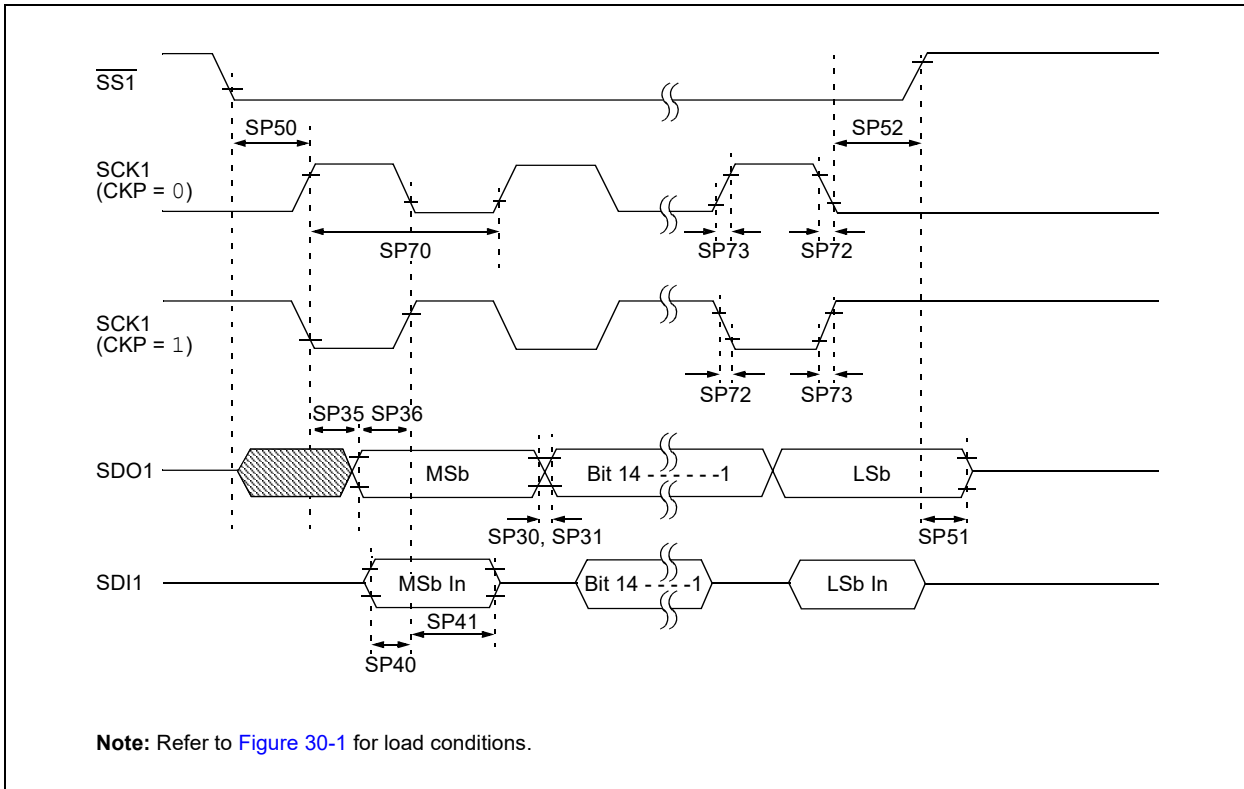 SS1
SP50
SP52
SCK1
(CKP = 0)
SP70
SP73
SP72
SCK1
(CKP = 1)
SP72
SP73
SP35 SP36
SDO1
MSb
Bit 14 - - - - - - -1
LSb
SP30, SP31
SP51
SDI1
MSb In
Bit 14 - - - - -1
LSb In
SP41
SP40
Note: Refer to Figure 30-1 for load conditions.